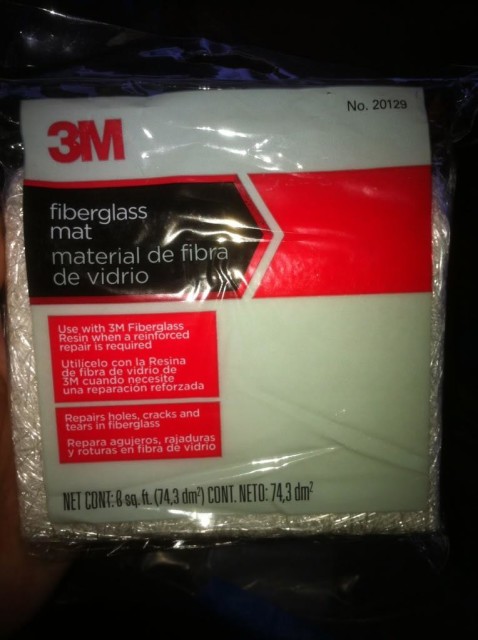 No. 20129
3M
fiberglass
mat
material de fibra
de vidrio
Use with 3M Fiberglass
Resin when a reinforced
repair is required
Utilícelo con la Resina
de fibra de vidrio de
3M cuando necesite
una reparación reforzada
Repairs holes, cracks and
tears in fiberglass
Repara agujeros, rajaduras
y roturas en fibra de vidrio
NET CONT: 8 sq. ft. (74,3 dm²) CONT. NETO: 74,3 dm²